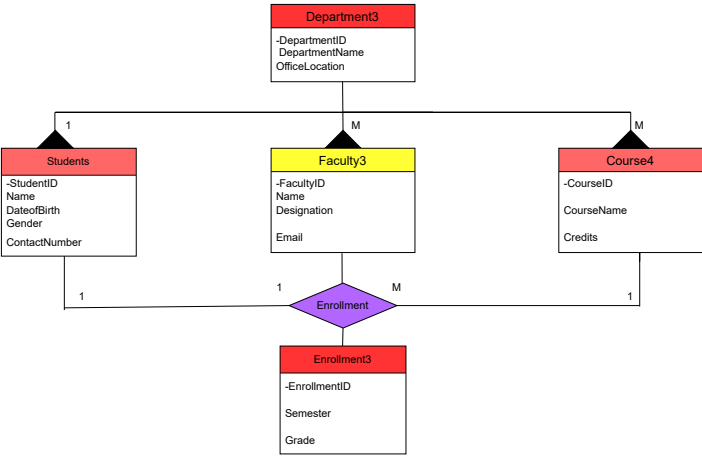 Department3
-DepartmentID
DepartmentName
OfficeLocation
1
M
M
Students
-StudentID
Name
DateofBirth
Gender
ContactNumber
Faculty3
-FacultyID
Name
Designation
Email
Course4
-CourseID
CourseName
Credits
1
1
M
1
Enrollment
Enrollment3
-EnrollmentID
Semester
Grade